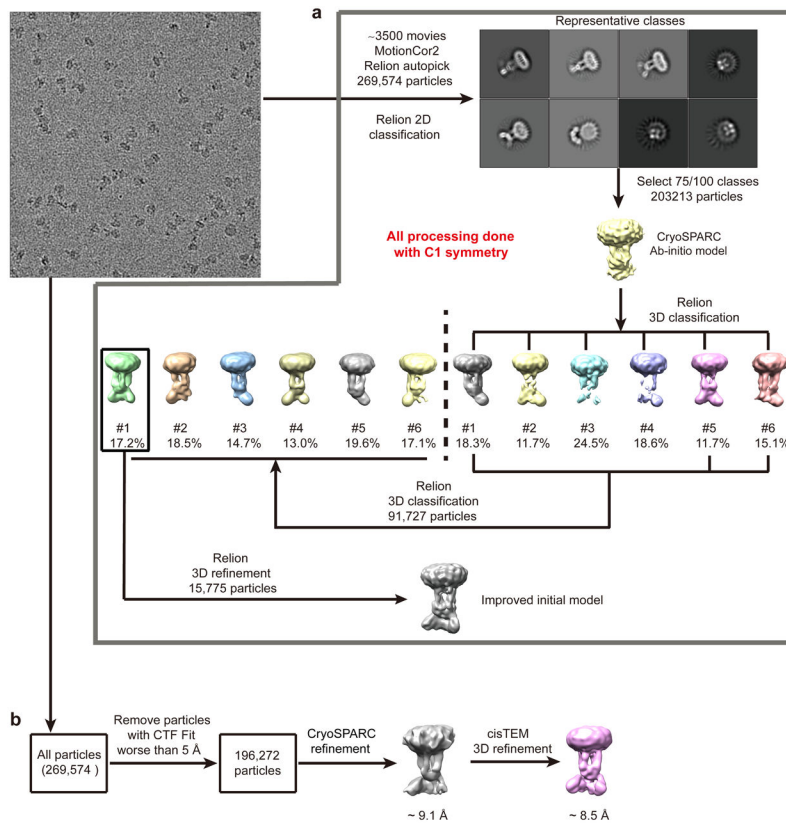 a
~3500 movies
MotionCor2
Relion autopick
269,574 particles
Relion 2D
classification
Representative classes
Select 75/100 classes
203213 particles
All processing done
with C1 symmetry
CryoSPARC
Ab-initio model
Relion
3D classification
#1 #2 #3 #4 #5 #6 #1 #2 #3 #4 #5 #6
17.2% 18.5% 14.7% 13.0% 19.6% 17.1% 18.3% 11.7% 24.5% 18.6% 11.7% 15.1%
Relion
3D classification
91,727 particles
Relion
3D refinement
15,775 particles
Improved initial model
b
All particles
(269,574 )
Remove particles
with CTF Fit
worse than 5 Å
196,272
particles
CryoSPARC
refinement
~ 9.1 Å
cisTEM
3D refinement
~ 8.5 Å